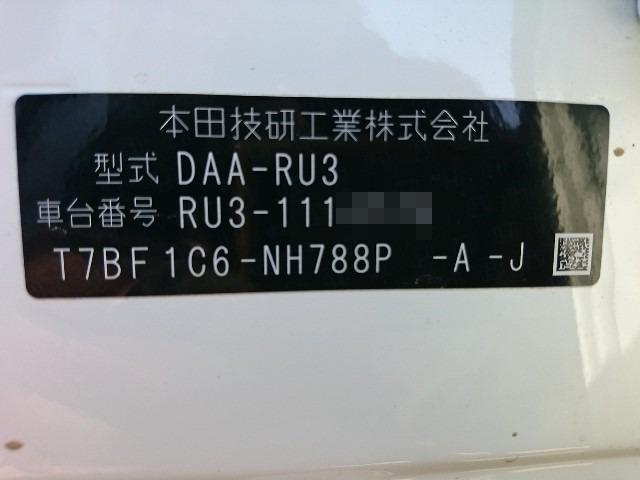 本田技研工業株式会社
型式 DAA-RU3
車台番号 RU3-111
T7BF1C6-NH788P -A -J